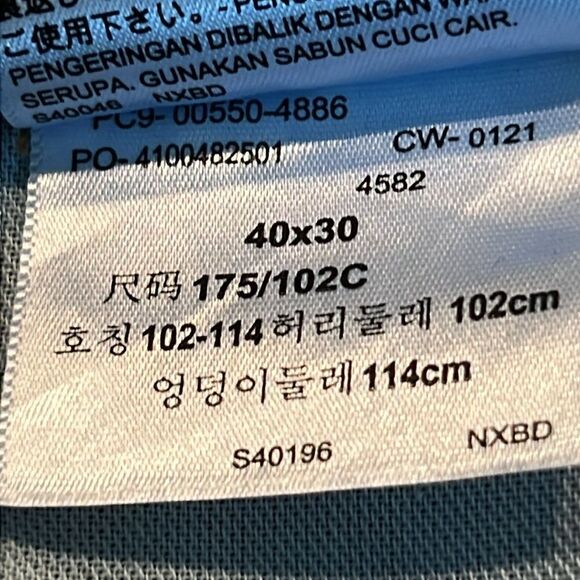 ご使用下さい。-PEN
PENGERINGAN DIBALIK DENGAN WA
SERUPA. GUNAKAN SABUN CUCI CAIR.
S40046 NXBD
PC9- 00550-4886
PO- 4100482501 CW- 0121
4582
40x30
尺码 175/102C
호칭 102-114 허리둘레 102cm
엉덩이둘레 114cm
S40196 NXBD